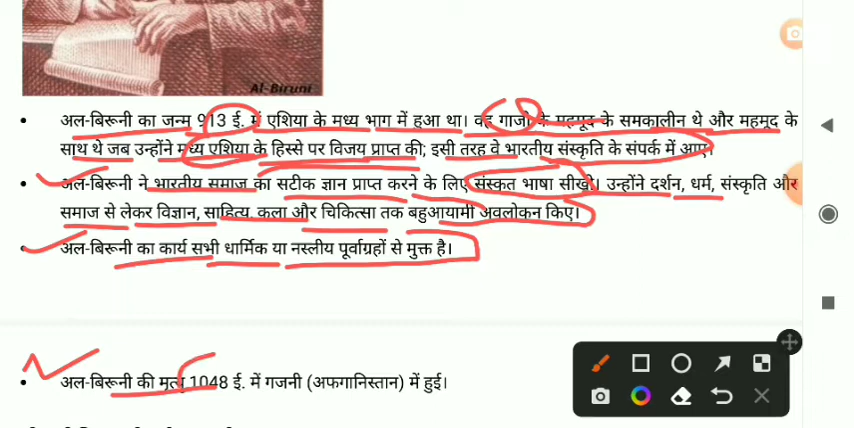 Al-Biruni
अल-बिरूनी का जन्म 973 ई. में एशिया के मध्य भाग में हुआ था। वह गाजी के महमूद के समकालीन थे और महमूद के
साथ थे जब उन्होंने मध्य एशिया के हिस्से पर विजय प्राप्त की; इसी तरह वे भारतीय संस्कृति के संपर्क में आए।
अल-बिरूनी ने भारतीय समाज का सटीक ज्ञान प्राप्त करने के लिए संस्कृत भाषा सीखी। उन्होंने दर्शन, धर्म, संस्कृति और
समाज से लेकर विज्ञान, साहित्य, कला और चिकित्सा तक बहुआयामी अवलोकन किए।
अल-बिरूनी का कार्य सभी धार्मिक या नस्लीय पूर्वाग्रहों से मुक्त है।
अल-बिरूनी की मृत्यु 1048 ई. में गजनी (अफगानिस्तान) में हुई।